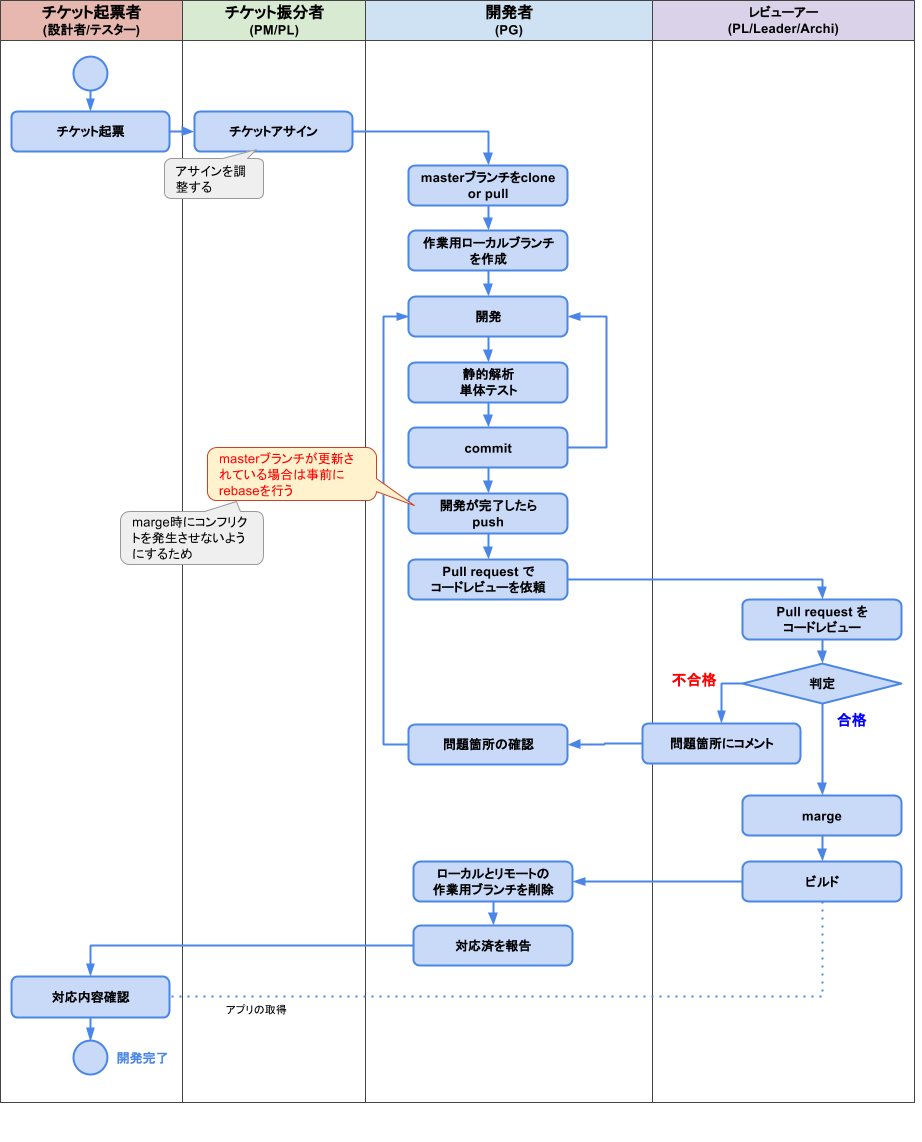 チケット起票者
(設計者/テスター)
チケット振分者
(PM/PL)
開発者
(PG)
レビューアー
(PL/Leader/Archi)
チケット起票
チケットアサイン
アサインを調
整する
masterブランチをclone
or pull
作業用ローカルブランチ
を作成
開発
静的解析
単体テスト
commit
masterブランチが更新さ
れている場合は事前に
rebaseを行う
marge時にコンフリク
トを発生させないよう
にするため
開発が完了したら
push
Pull request で
コードレビューを依頼
Pull request を
コードレビュー
判定
不合格
合格
問題箇所にコメント
問題箇所の確認
marge
ビルド
ローカルとリモートの
作業用ブランチを削除
対応済を報告
対応内容確認
アプリの取得
開発完了